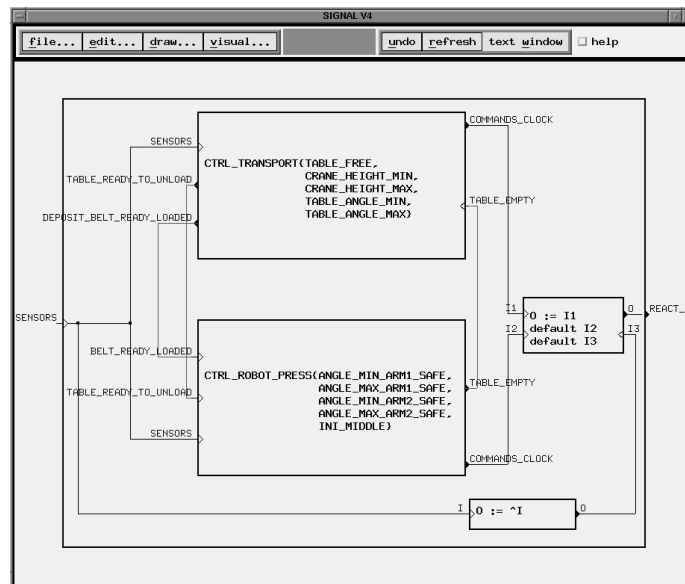 SIGNAL V4
file... edit... draw... visual... undo refresh text window help
COMMANDS_CLOCK
SENSORS
CTRL_TRANSPORT(TABLE_FREE,
CRANE_HEIGHT_MIN,
CRANE_HEIGHT_MAX,
TABLE_ANGLE_MIN,
TABLE_ANGLE_MAX)
TABLE_READY_TO_UNLOAD
TABLE_EMPTY
DEPOSIT_BELT_READY_LOADED
SENSORS
I1
O := I1
default I2
default I3
O
REACT_
I2
I3
BELT_READY_LOADED
CTRL_ROBOT_PRESS(ANGLE_MIN_ARM1_SAFE,
ANGLE_MAX_ARM1_SAFE,
ANGLE_MIN_ARM2_SAFE,
ANGLE_MAX_ARM2_SAFE,
INI_MIDDLE)
TABLE_EMPTY
TABLE_READY_TO_UNLOAD
SENSORS
COMMANDS_CLOCK
I
O := ^I
O